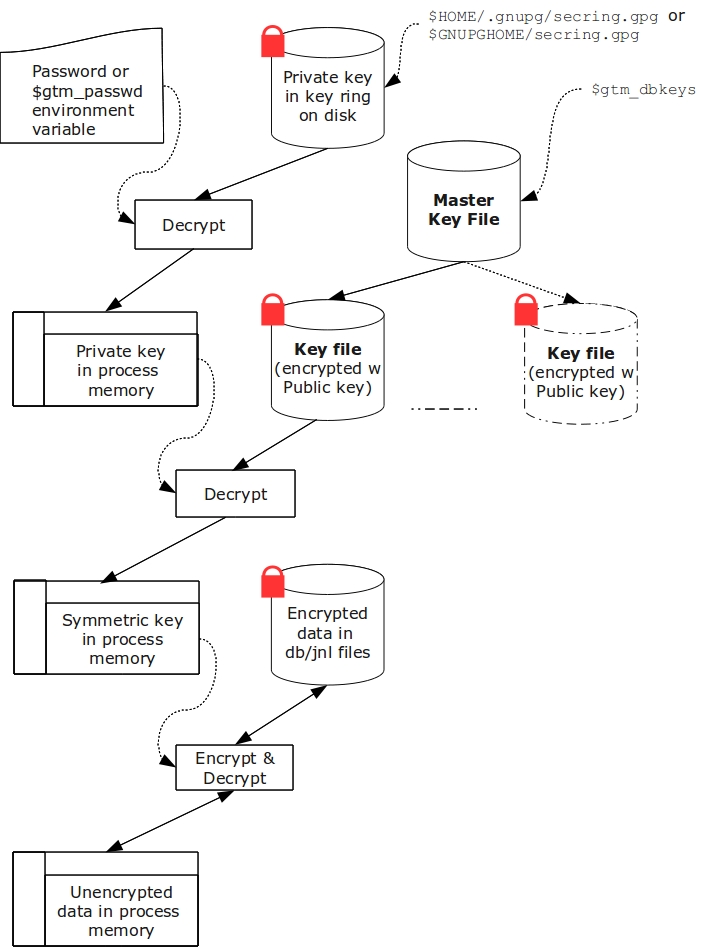 $HOME/.gnupg/secring.gpg or
$GNUPGHOME/secring.gpg
Password or
$gtm_passwd
environment
variable
Private key
in key ring
on disk
$gtm_dbkeys
Master
Key File
Decrypt
Private key
in process
memory
Key file
(encrypted w
Public key)
Key file
(encrypted w
Public key)
Decrypt
Symmetric key
in process
memory
Encrypted
data in
db/jnl files
Encrypt &
Decrypt
Unencrypted
data in process
memory